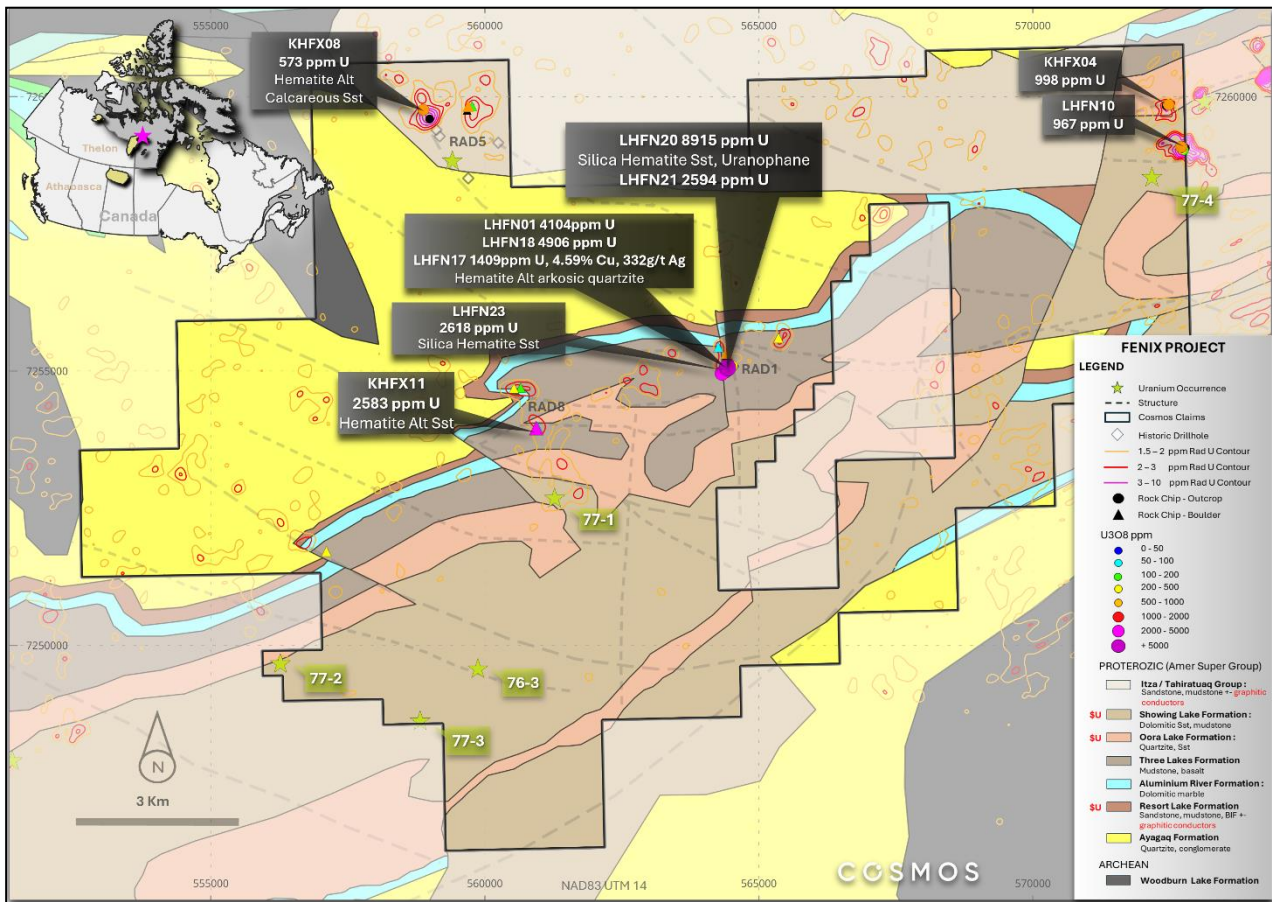 555000
560000
565000
570000
KHFX08
573 ppm U
Hematite Alt
Calcareous Sst
KHFX04
998 ppm U
7260000
LHFN10
967 ppm U
RAD5
77-4
Thelon
Athabasca
Canada
LHFN20 8915 ppm U
Silica Hematite Sst, Uranophane
LHFN21 2594 ppm U
LHFN01 4104ppm U
LHFN18 4906 ppm U
LHFN17 1409ppm U, 4.59% Cu, 332g/t Ag
Hematite Alt arkosic quartzite
LHFN23
2618 ppm U
Silica Hematite Sst
7255000
RAD1
KHFX11
2583 ppm U
Hematite Alt Sst
RAD8
77-1
7250000
7250000
77-2
76-3
77-3
N
3 Km
555000
560000
NAD83 UTM 14
565000
570000
COSMOS
FENIX PROJECT
LEGEND
Uranium Occurrence
Structure
Cosmos Claims
Historic Drillhole
1.5 – 2 ppm Rad U Contour
2 – 3 ppm Rad U Contour
3 – 10 ppm Rad U Contour
Rock Chip - Outcrop
Rock Chip - Boulder
U3O8 ppm
0 - 50
50 - 100
100 - 200
200 - 500
500 - 1000
1000 - 2000
2000 - 5000
+ 5000
PROTEROZIC (Amer Super Group)
Itza / Tahiratuaq Group :
Sandstone, mudstone +- graphitic
conductors
$U Showing Lake Formation :
Dolomitic Sst, mudstone
$U Oora Lake Formation :
Quartzite, Sst
Three Lakes Formation
Mudstone, basalt
Aluminium River Formation :
Dolomitic marble
$U Resort Lake Formation
Sandstone, mudstone, BIF +-
graphitic conductors
Ayagaq Formation
Quartzite, conglomerate
ARCHEAN
Woodburn Lake Formation